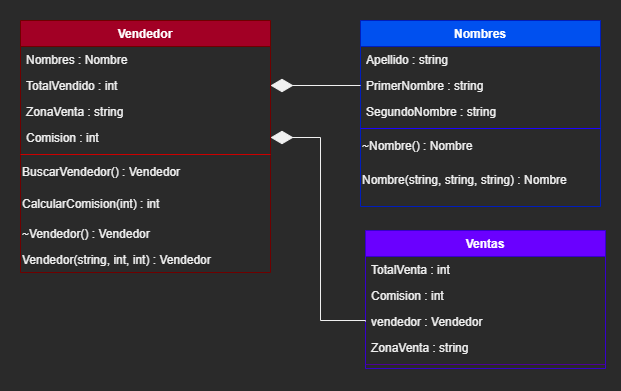 Vendedor
Nombres : Nombre
TotalVendido : int
ZonaVenta : string
Comision : int
BuscarVendedor() : Vendedor
CalcularComision(int) : int
~Vendedor() : Vendedor
Vendedor(string, int, int) : Vendedor
Nombres
Apellido : string
PrimerNombre : string
SegundoNombre : string
~Nombre() : Nombre
Nombre(string, string, string) : Nombre
Ventas
TotalVenta : int
Comision : int
vendedor : Vendedor
ZonaVenta : string